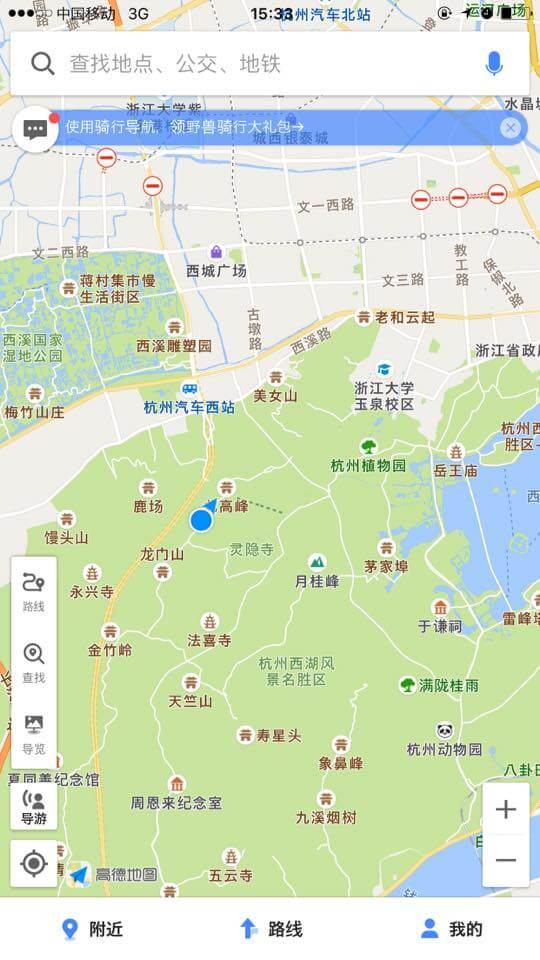 中国移动 3G
15:33
杭州汽车北站
运河广场
查找地点、公交、地铁
浙江大学紫
水晶
使用骑行导航，领野兽骑行大礼包→
城西银泰城
文一西路
文二西路
西城广场
教工路
保俶北路
蒋村集市慢
生活街区
文三路
古墩路
老和云起
西溪国家
湿地公园
西溪雕塑园
西溪路
浙江省政府
梅竹山庄
杭州汽车西站
美女山
浙江大学
玉泉校区
杭州植物园
岳王庙
杭州西
胜区-
鹿场
高峰
西
馒头山
龙门山
灵隐寺
茅家埠
月桂峰
永兴寺
路线
于谦祠
雷峰塔
法喜寺
金竹岭
查找
杭州西湖风
景名胜区
天竺山
满陇桂雨
导览
寿星头
杭州动物园
象鼻峰
夏同善纪念馆
八卦田
周恩来纪念室
导游
九溪烟树
五云寺
高德地图
附近
路线
我的